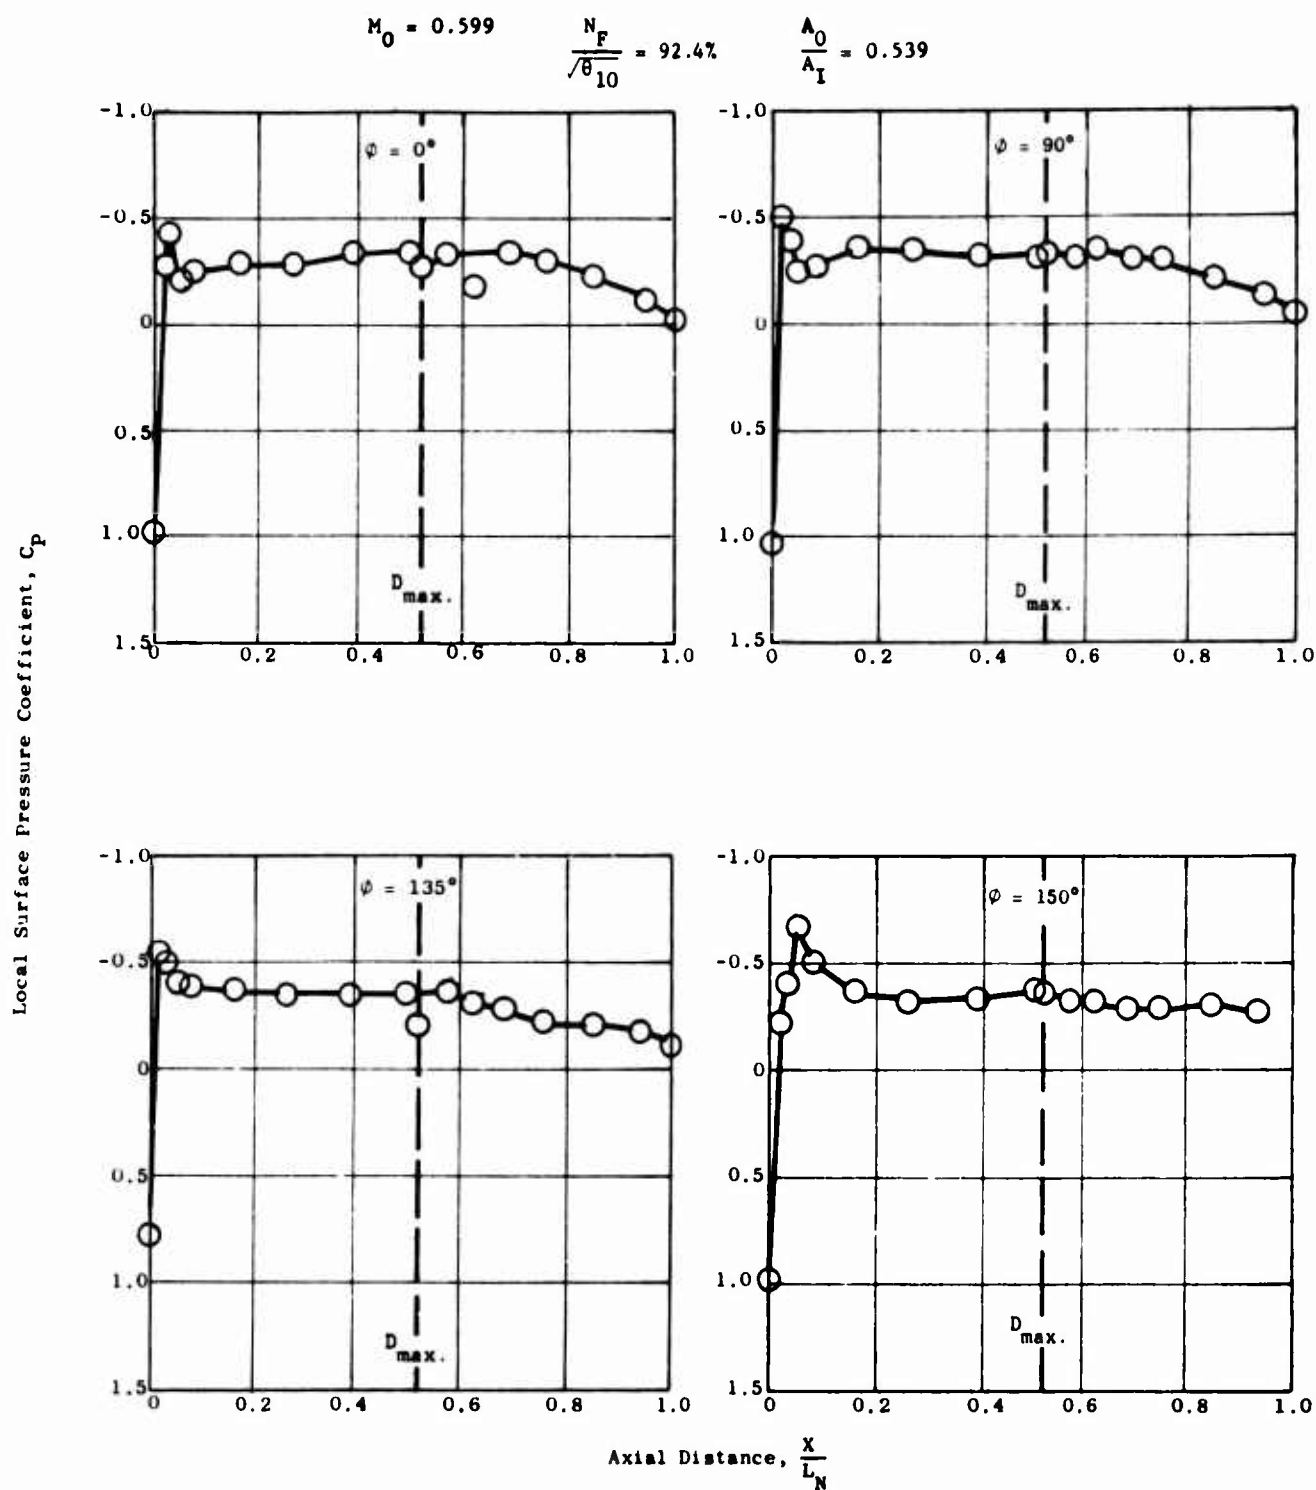 M0 = 0.599 NF/√θ10 = 92.4% A0/AI = 0.539
-1.0
-0.5
0
0.5
1.0
1.5
φ = 0°
Dmax.
0 0.2 0.4 0.6 0.8 1.0
-1.0
-0.5
0
0.5
1.0
1.5
φ = 90°
Dmax.
0 0.2 0.4 0.6 0.8 1.0
Local Surface Pressure Coefficient, CP
-1.0
-0.5
0
0.5
1.0
1.5
φ = 135°
Dmax.
0 0.2 0.4 0.6 0.8 1.0
-1.0
-0.5
0
0.5
1.0
1.5
φ = 150°
Dmax.
0 0.2 0.4 0.6 0.8 1.0
Axial Distance, X/LN